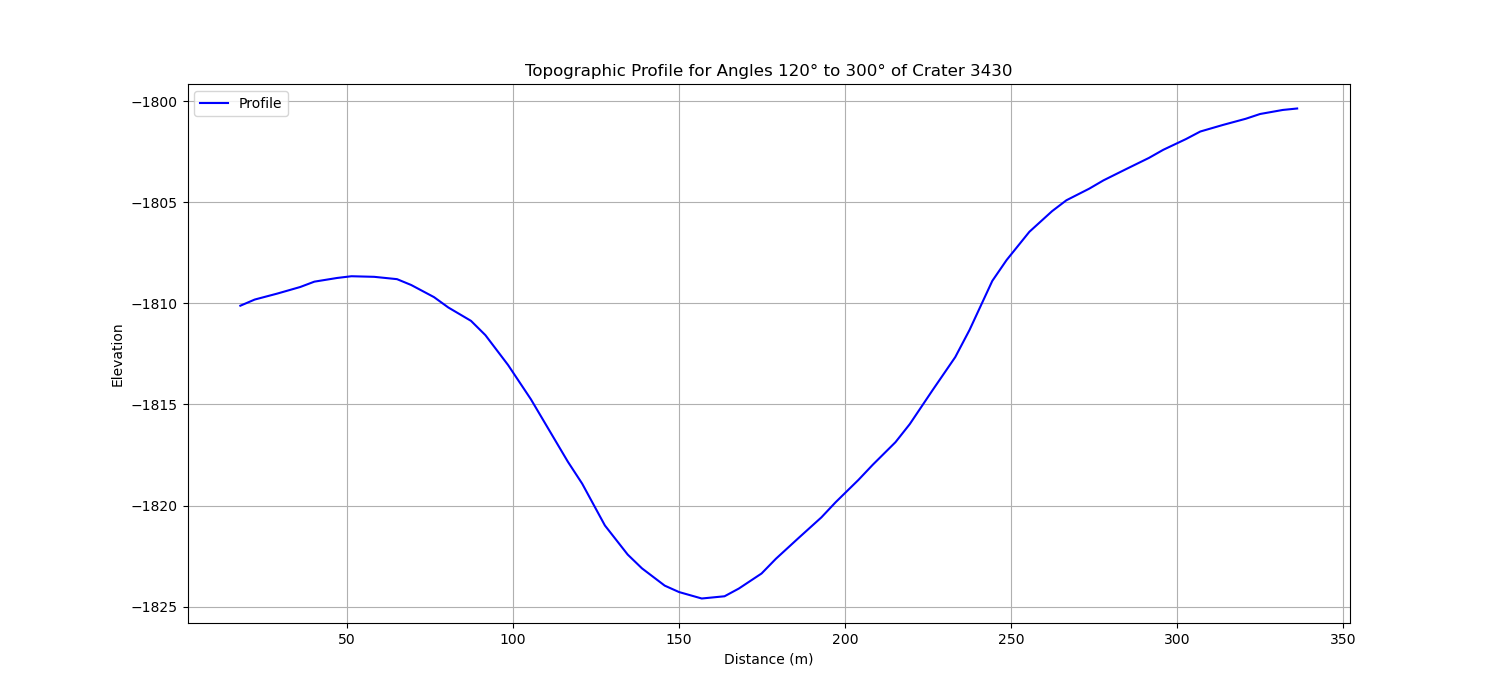 Topographic Profile for Angles 120° to 300° of Crater 3430
Profile
Elevation
−1800
−1805
−1810
−1815
−1820
−1825
50 100 150 200 250 300 350
Distance (m)